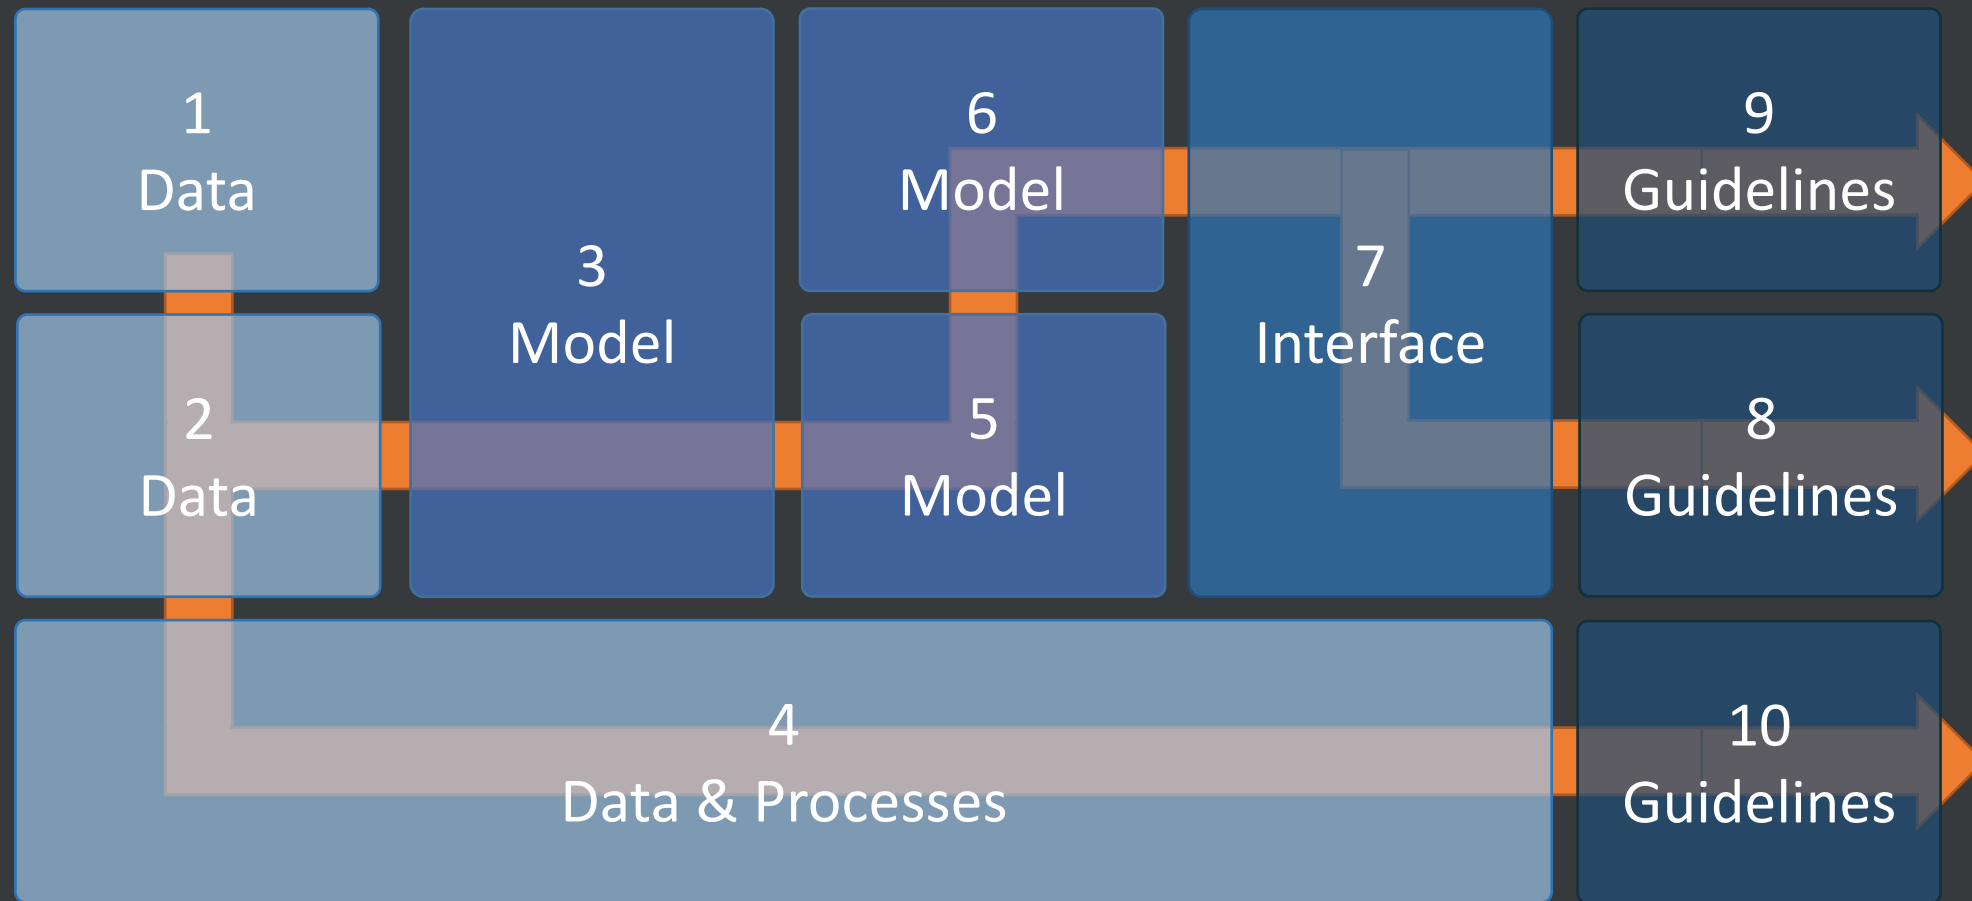 1
Data
2
Data
3
Model
4
Data & Processes
5
Model
6
Model
7
Interface
8
Guidelines
9
Guidelines
10
Guidelines